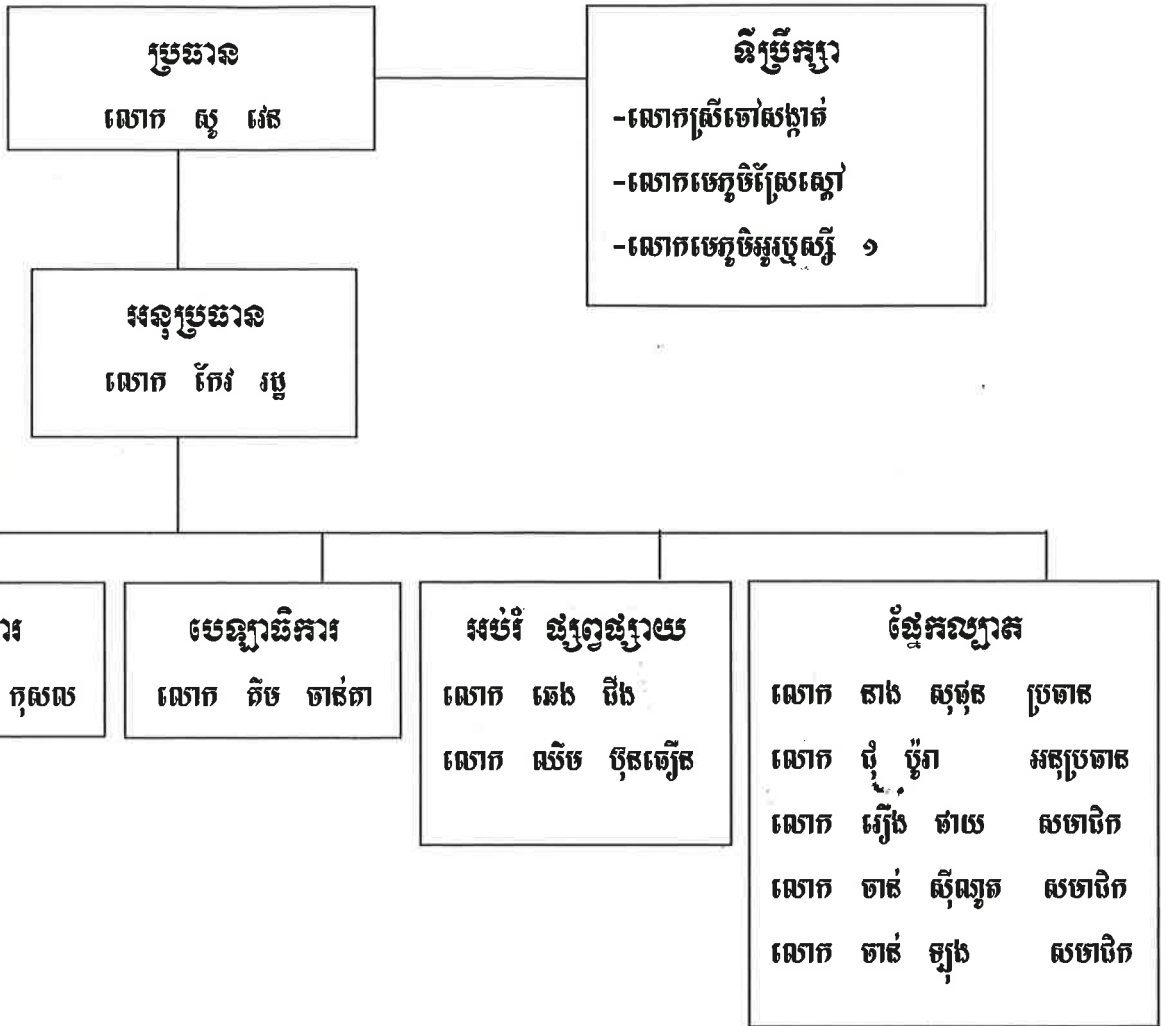 ប្រធាន
លោក សូ វេន
ទីប្រឹក្សា
-លោកស្រីចៅសង្កាត់
-លោកមេភូមិស្រែស្តៅ
-លោកមេភូមិអូរឬស្សី ១
អនុប្រធាន
លោក កែវ រដ្ឋ
ារ
កុសល
បេឡាធិការ
លោក គិម ចាន់គា
អប់រំ ផ្សព្វផ្សាយ
លោក ឆេង ជីង
លោក ឈឹម ប៊ុនធឿន
ផ្នែកល្បាត
លោក នាង សុផុន ប្រធាន
លោក ជុំ ប៉ូរ៉ា អនុប្រធាន
លោក រឿង ផាយ សមាជិក
លោក ចាន់ ស៊ីណូត សមាជិក
លោក ចាន់ ឡុង សមាជិក